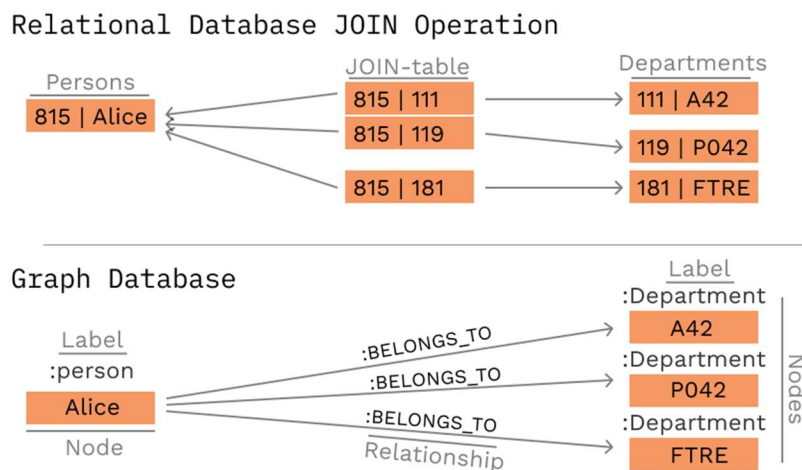 Relational Database JOIN Operation
Persons
JOIN-table
Departments
815 | Alice
815 | 111
815 | 119
815 | 181
111 | A42
119 | P042
181 | FTRE
Graph Database
Label
:person
Alice
Node
:BELONGS_TO
:BELONGS_TO
:BELONGS_TO
Relationship
Label
:Department
A42
:Department
P042
:Department
FTRE
Nodes